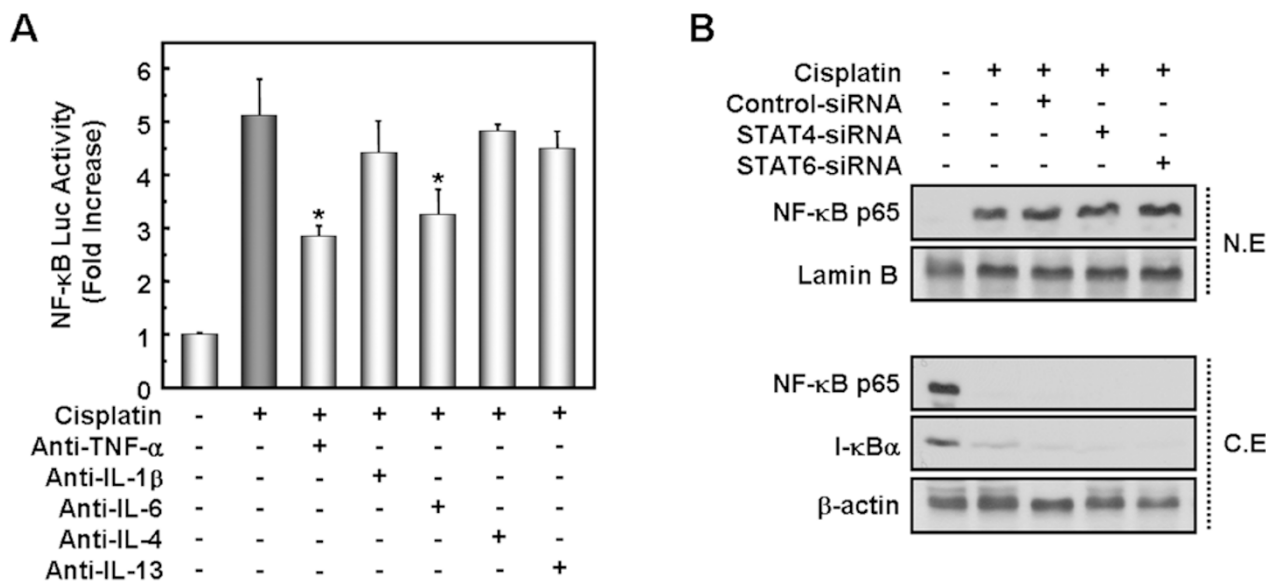 A
NF-κB Luc Activity
(Fold Increase)
6
5
4
3
2
1
0
*
*
Cisplatin - + + + + + +
Anti-TNF-α - - + - - - -
Anti-IL-1β - - - + - - -
Anti-IL-6 - - - - + - -
Anti-IL-4 - - - - - + -
Anti-IL-13 - - - - - - +
B
Cisplatin - + + + +
Control-siRNA - - + - -
STAT4-siRNA - - - + -
STAT6-siRNA - - - - +
NF-κB p65
Lamin B
N.E
NF-κB p65
I-κBα
β-actin
C.E